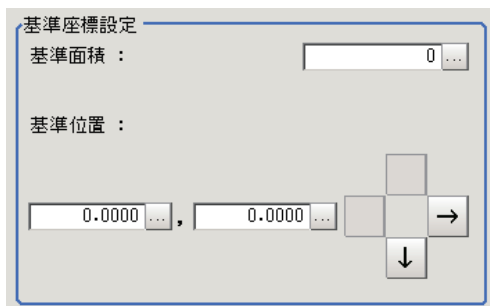 基準座標設定
基準面積 : 0 ...
基準位置 :
0.0000 ... , 0.0000 ... →
↓